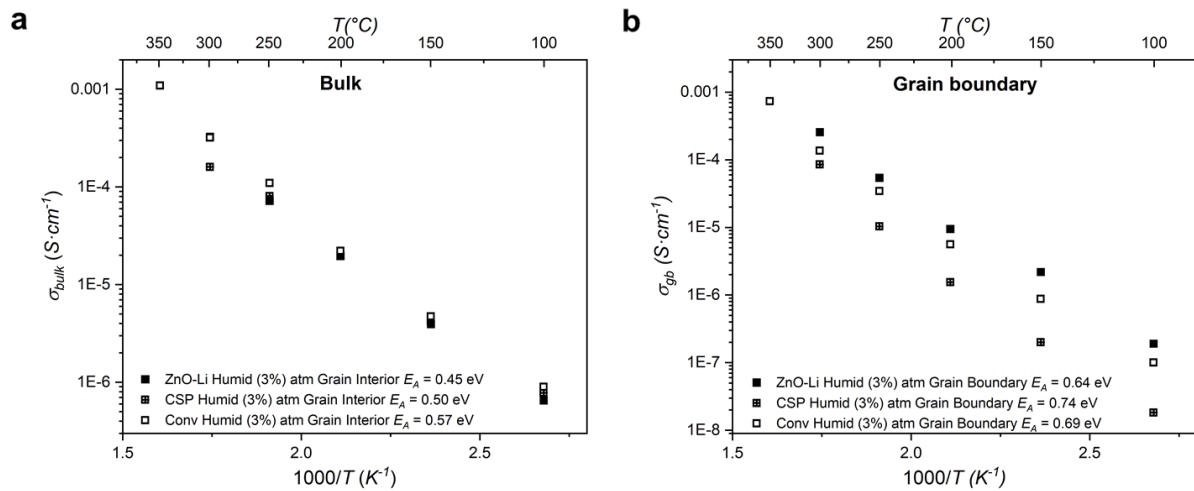 a
T(°C)
350 300 250 200 150 100
Bulk
0.001
1E-4
1E-5
1E-6
σbulk (S·cm-1)
ZnO-Li Humid (3%) atm Grain Interior EA = 0.45 eV
CSP Humid (3%) atm Grain Interior EA = 0.50 eV
Conv Humid (3%) atm Grain Interior EA = 0.57 eV
1.5 2.0 2.5
1000/T (K-1)
b
T(°C)
350 300 250 200 150 100
Grain boundary
0.001
1E-4
1E-5
1E-6
1E-7
1E-8
σgb (S·cm-1)
ZnO-Li Humid (3%) atm Grain Boundary EA = 0.64 eV
CSP Humid (3%) atm Grain Boundary EA = 0.74 eV
Conv Humid (3%) atm Grain Boundary EA = 0.69 eV
1.5 2.0 2.5
1000/T (K-1)